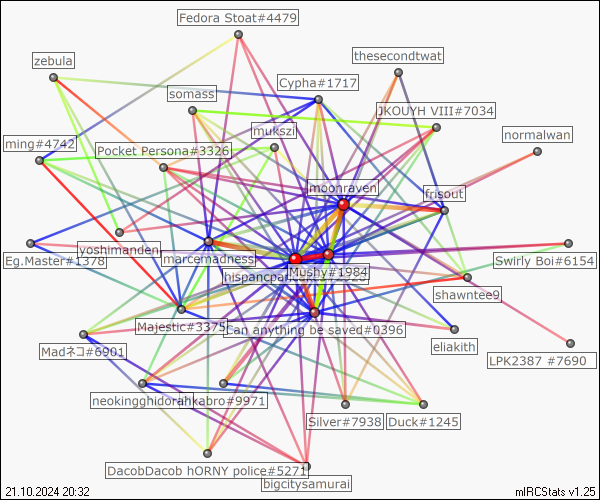 Fedora Stoat#4479
thesecondtwat
zebula
Cypha#1717
somass
JKOUYH VIII#7034
mukszi
normalwan
ming#4742
Pocket Persona#3326
moonraven
frisout
yoshimanden
marcemadness
Eg.Master#1378
Swirly Boi#6154
Mushy#1984
shawntee9
Majestic#3375
can anything be saved#0396
Madネコ#6901
eliakith
LPK2387 #7690
neokingghidorah
kabro#9971
Silver#7938
Duck#1245
DacobDacob hORNY police#5271
bigcitysamurai
21.10.2024 20:32
mIRCStats v1.25